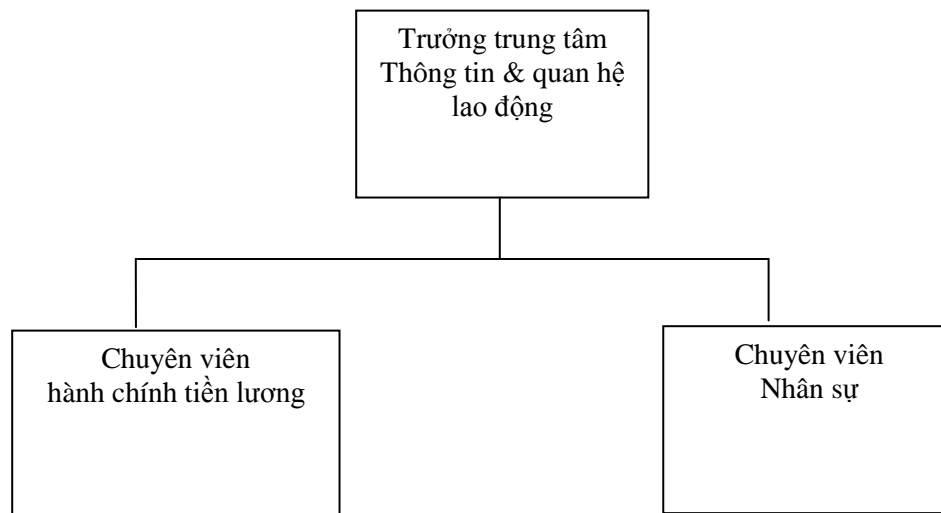 Trưởng trung tâm
Thông tin & quan hệ
lao động
Chuyên viên
hành chính tiền lương
Chuyên viên
Nhân sự